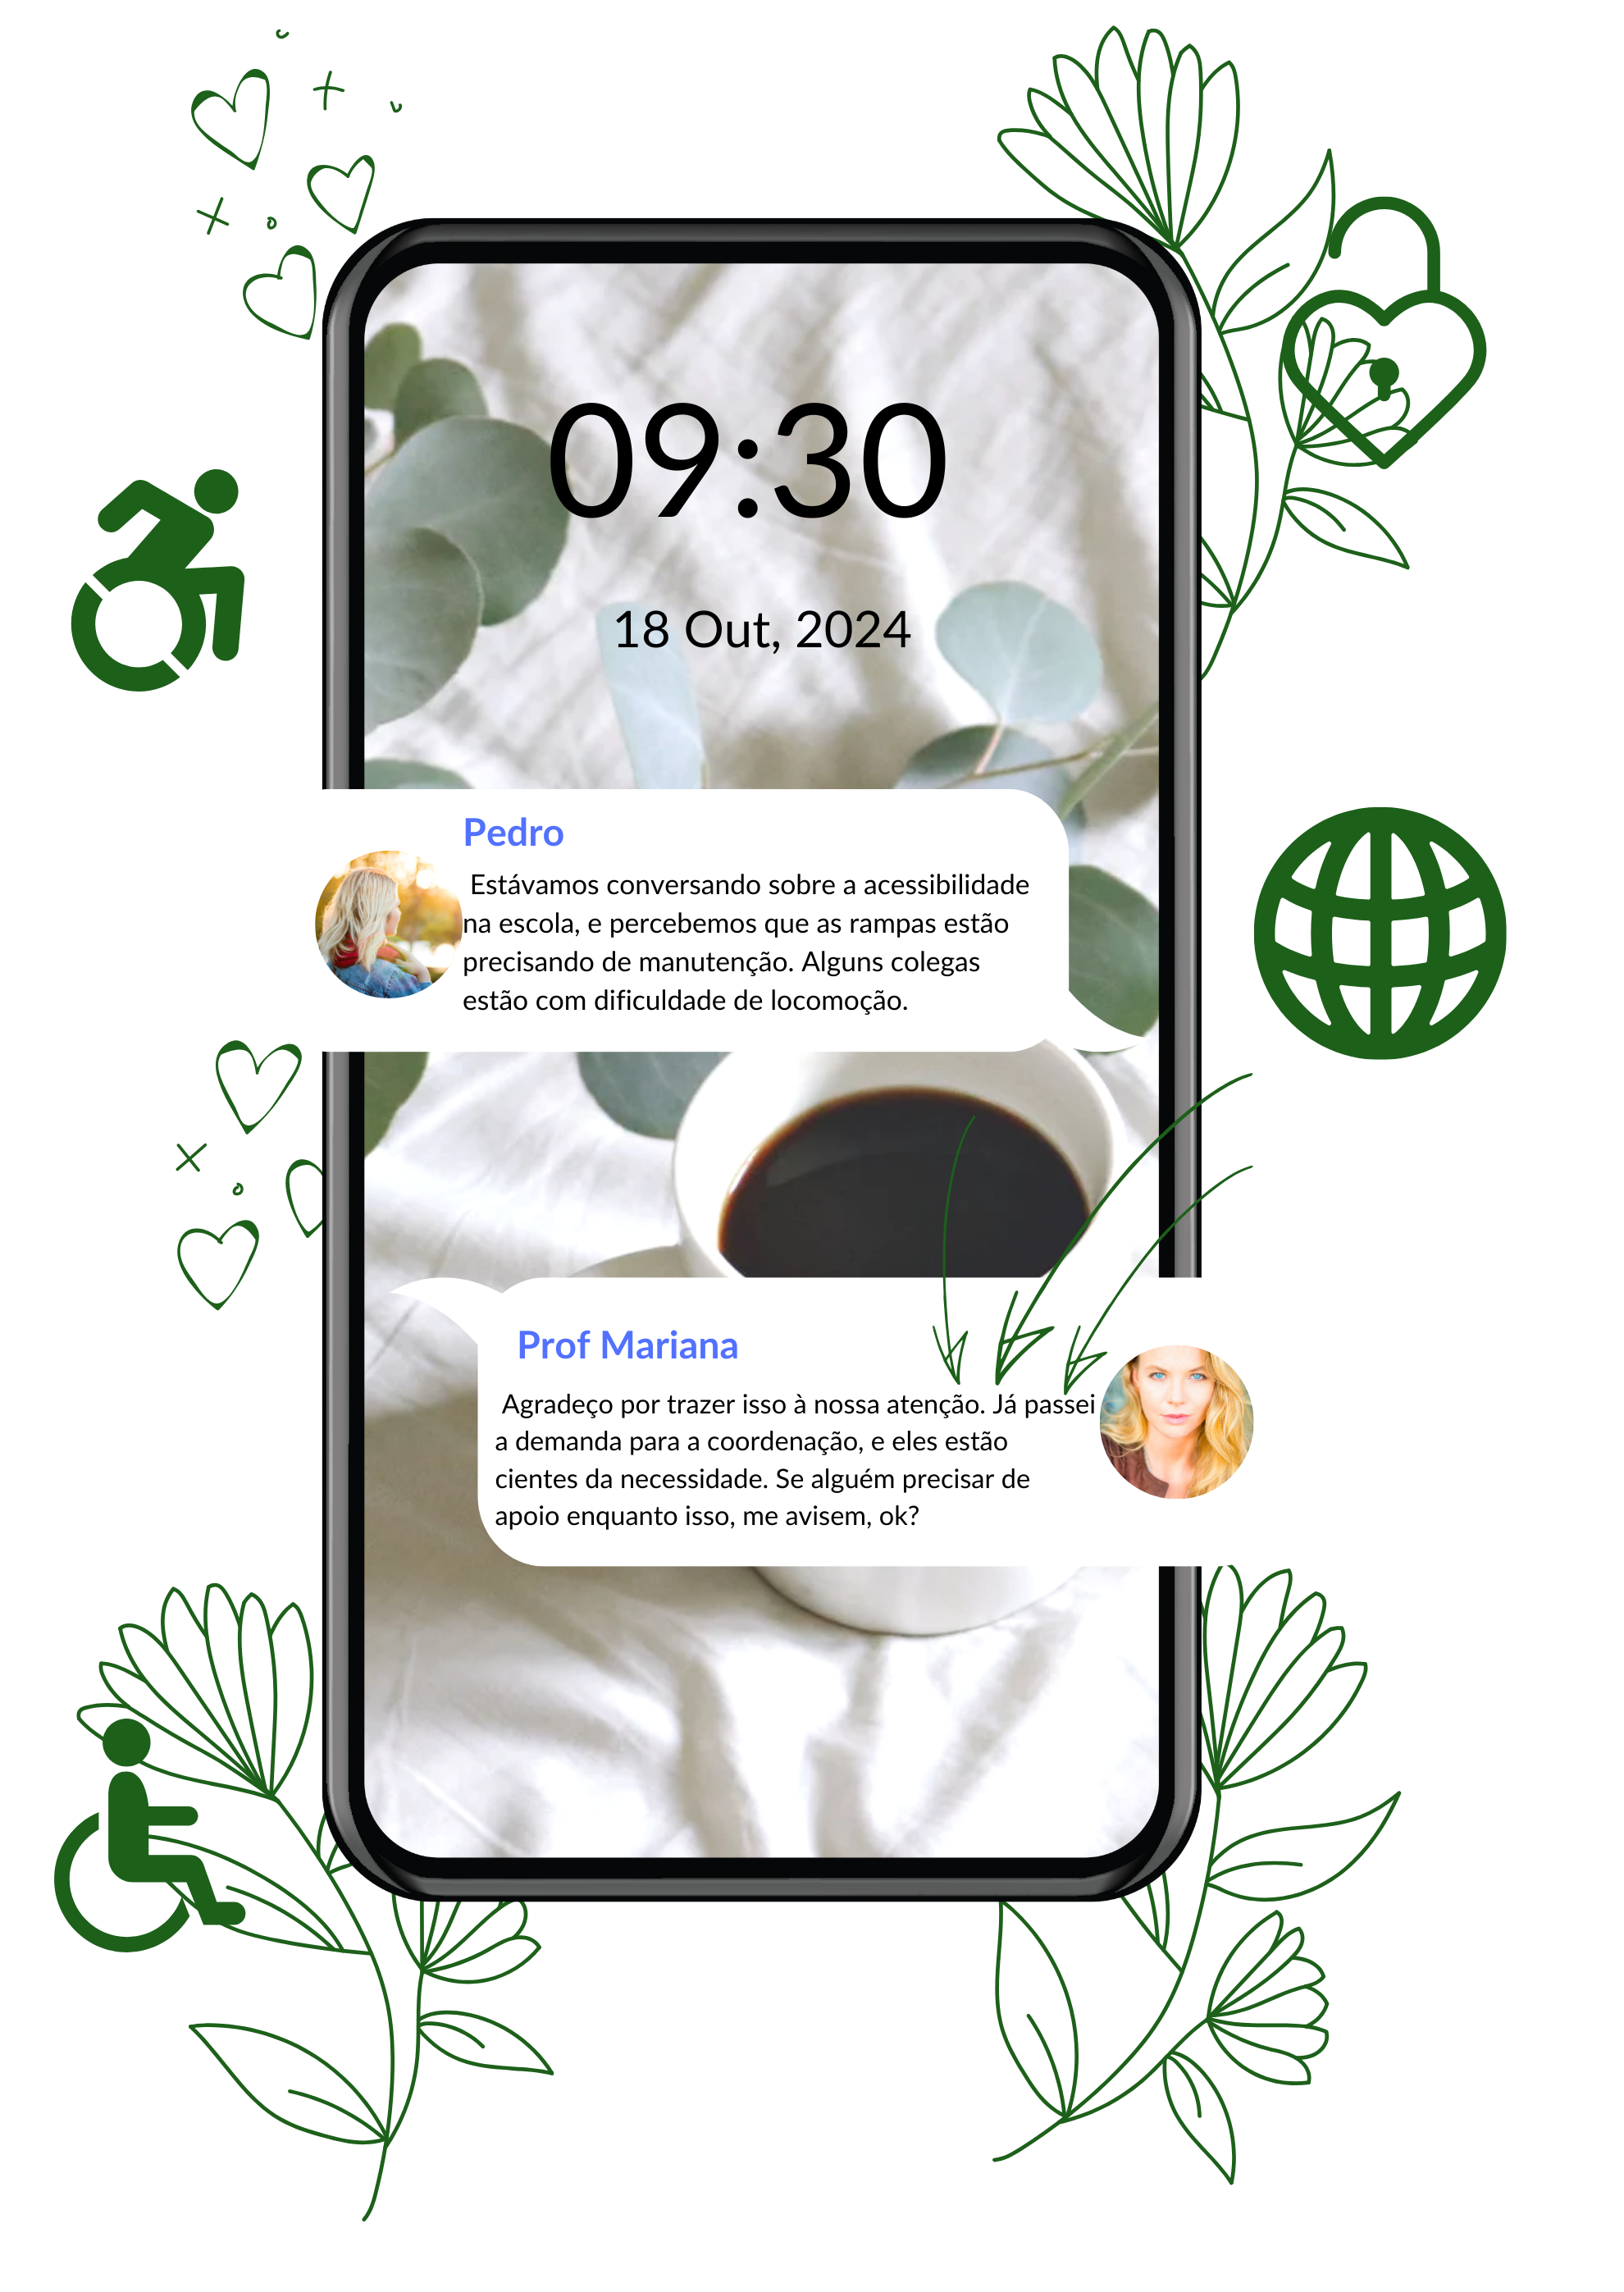 09:30
18 Out, 2024
Pedro
Estávamos conversando sobre a acessibilidade
na escola, e percebemos que as rampas estão
precisando de manutenção. Alguns colegas
estão com dificuldade de locomoção.
Prof Mariana
Agradeço por trazer isso à nossa atenção. Já passei
a demanda para a coordenação, e eles estão
cientes da necessidade. Se alguém precisar de
apoio enquanto isso, me avisem, ok?